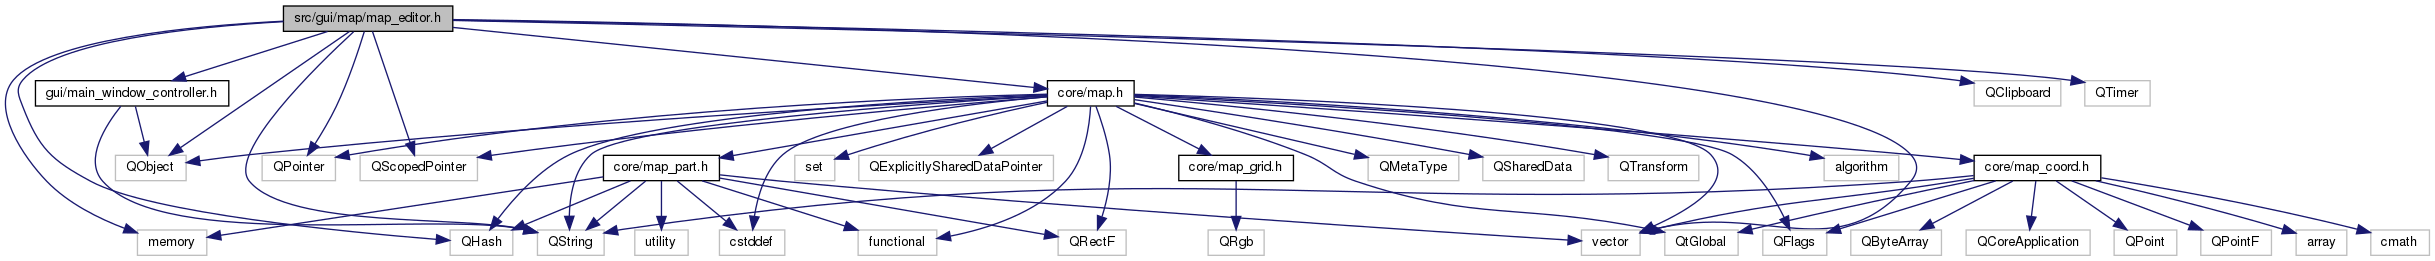 src/gui/map/map_editor.h
gui/main_window_controller.h
core/map.h
QClipboard
QTimer
QObject
QPointer
QScopedPointer
core/map_part.h
set
QExplicitlySharedDataPointer
core/map_grid.h
QMetaType
QSharedData
QTransform
algorithm
core/map_coord.h
memory
QHash
QString
utility
cstddef
functional
QRectF
QRgb
vector
QtGlobal
QFlags
QByteArray
QCoreApplication
QPoint
QPointF
array
cmath